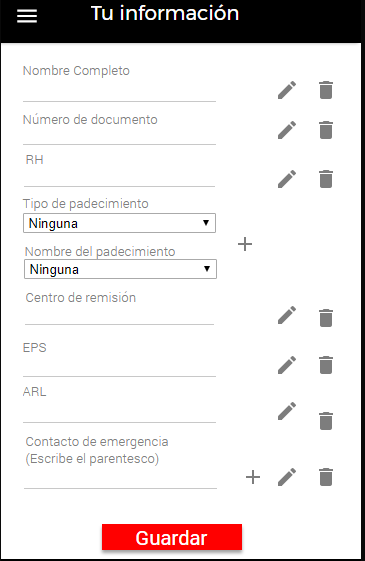 Tu información
Nombre Completo
Número de documento
RH
Tipo de padecimiento
Ninguna
Nombre del padecimiento
Ninguna
Centro de remisión
EPS
ARL
Contacto de emergencia
(Escribe el parentesco)
Guardar